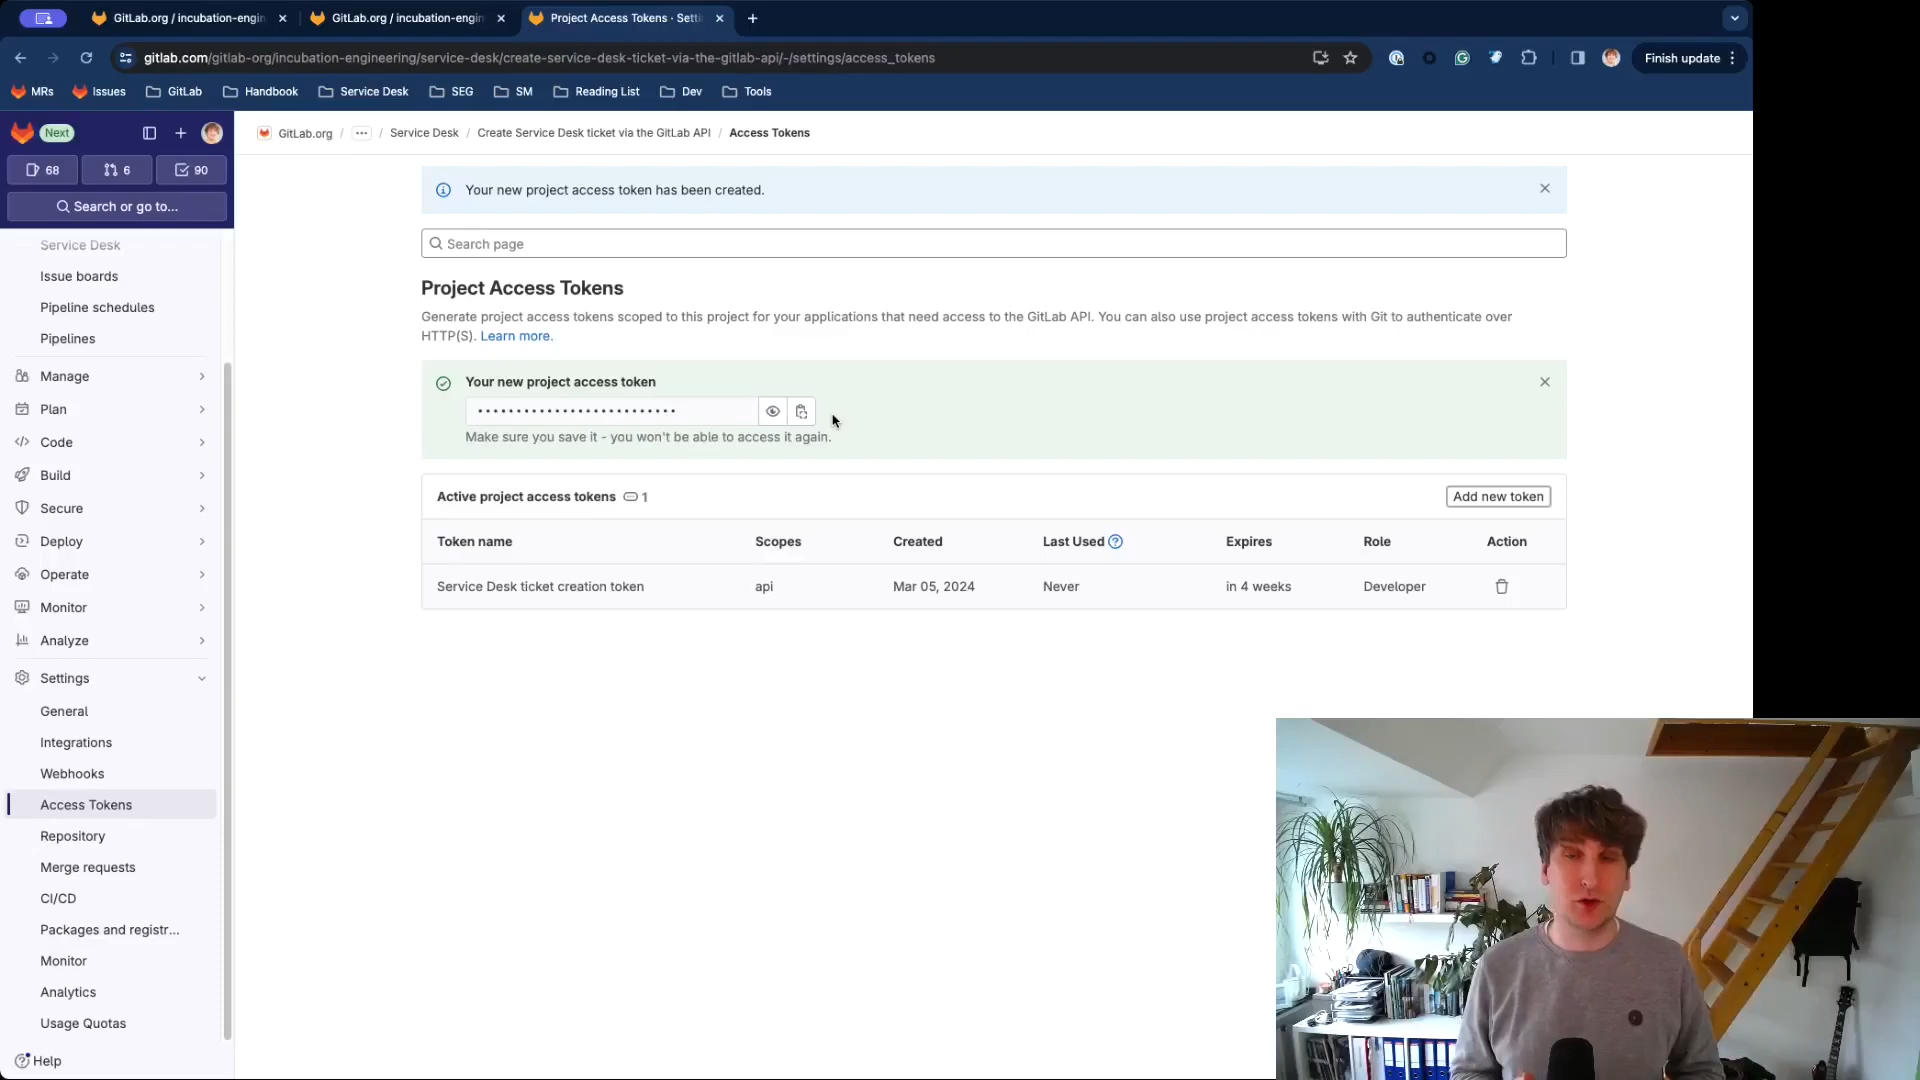 GitLab.org / incubation-engin
GitLab.org / incubation-engin
Project Access Tokens · Setti
gitlab.com/gitlab-org/incubation-engineering/service-desk/create-service-desk-ticket-via-the-gitlab-api/-/settings/access_tokens
Finish update
MRs
Issues
GitLab
Handbook
Service Desk
SEG
SM
Reading List
Dev
Tools
Next
68
6
90
Search or go to...
Service Desk
Issue boards
Pipeline schedules
Pipelines
Manage
Plan
Code
Build
Secure
Deploy
Operate
Monitor
Analyze
Settings
General
Integrations
Webhooks
Access Tokens
Repository
Merge requests
CI/CD
Packages and registr...
Monitor
Analytics
Usage Quotas
Help
GitLab.org / ... / Service Desk / Create Service Desk ticket via the GitLab API / Access Tokens
Your new project access token has been created.
Search page
Project Access Tokens
Generate project access tokens scoped to this project for your applications that need access to the GitLab API. You can also use project access tokens with Git to authenticate over
HTTP(S). Learn more.
Your new project access token
Make sure you save it - you won't be able to access it again.
Active project access tokens 1
Add new token
Token name Scopes Created Last Used Expires Role Action
Service Desk ticket creation token api Mar 05, 2024 Never in 4 weeks Developer